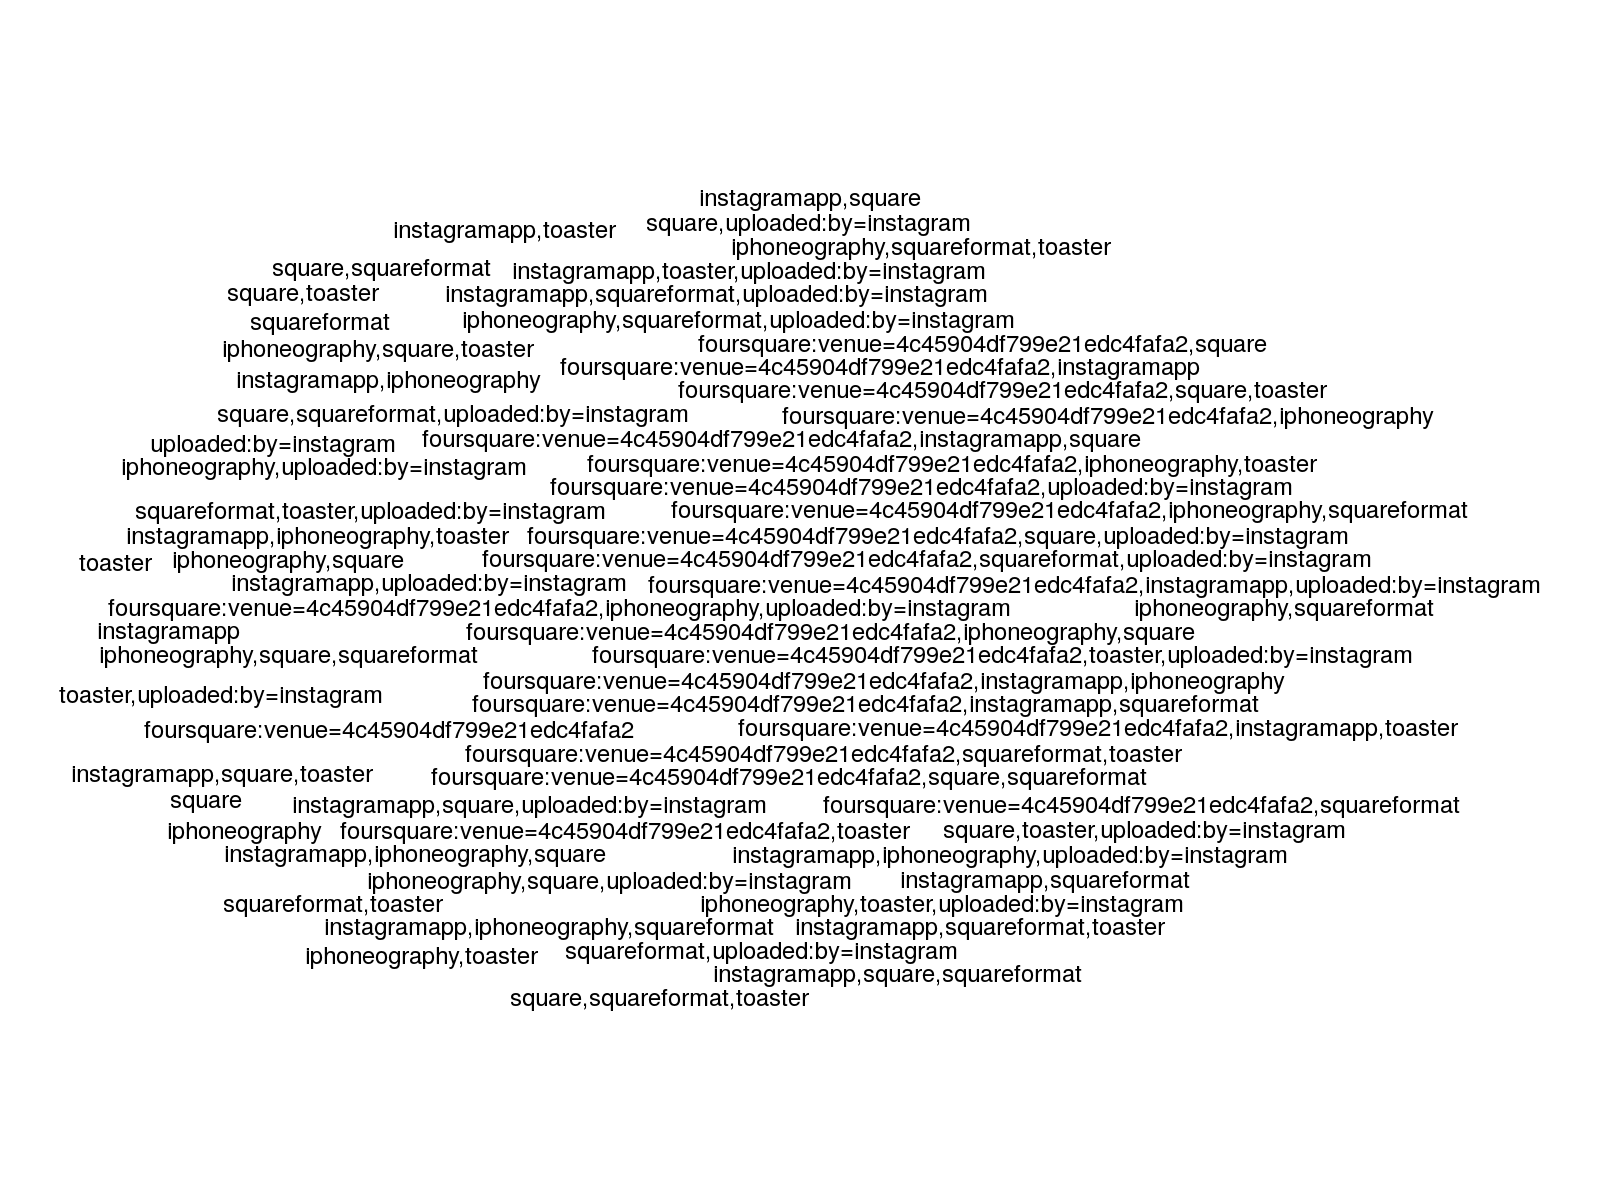 instagramapp,square
square,uploaded:by=instagram
instagramapp,toaster
iphoneography,squareformat,toaster
square,squareformat
instagramapp,toaster,uploaded:by=instagram
square,toaster
instagramapp,squareformat,uploaded:by=instagram
squareformat
iphoneography,squareformat,uploaded:by=instagram
iphoneography,square,toaster
foursquare:venue=4c45904df799e21edc4fafa2,square
foursquare:venue=4c45904df799e21edc4fafa2,instagramapp
instagramapp,iphoneography
foursquare:venue=4c45904df799e21edc4fafa2,square,toaster
square,squareformat,uploaded:by=instagram
foursquare:venue=4c45904df799e21edc4fafa2,iphoneography
uploaded:by=instagram
foursquare:venue=4c45904df799e21edc4fafa2,instagramapp,square
iphoneography,uploaded:by=instagram
foursquare:venue=4c45904df799e21edc4fafa2,iphoneography,toaster
foursquare:venue=4c45904df799e21edc4fafa2,uploaded:by=instagram
squareformat,toaster,uploaded:by=instagram
foursquare:venue=4c45904df799e21edc4fafa2,iphoneography,squareformat
instagramapp,iphoneography,toaster
foursquare:venue=4c45904df799e21edc4fafa2,square,uploaded:by=instagram
toaster
iphoneography,square
foursquare:venue=4c45904df799e21edc4fafa2,squareformat,uploaded:by=instagram
instagramapp,uploaded:by=instagram
foursquare:venue=4c45904df799e21edc4fafa2,instagramapp,uploaded:by=instagram
foursquare:venue=4c45904df799e21edc4fafa2,iphoneography,uploaded:by=instagram
iphoneography,squareformat
instagramapp
foursquare:venue=4c45904df799e21edc4fafa2,iphoneography,square
iphoneography,square,squareformat
foursquare:venue=4c45904df799e21edc4fafa2,toaster,uploaded:by=instagram
foursquare:venue=4c45904df799e21edc4fafa2,instagramapp,iphoneography
toaster,uploaded:by=instagram
foursquare:venue=4c45904df799e21edc4fafa2,instagramapp,squareformat
foursquare:venue=4c45904df799e21edc4fafa2
foursquare:venue=4c45904df799e21edc4fafa2,instagramapp,toaster
foursquare:venue=4c45904df799e21edc4fafa2,squareformat,toaster
instagramapp,square,toaster
foursquare:venue=4c45904df799e21edc4fafa2,square,squareformat
square
instagramapp,square,uploaded:by=instagram
foursquare:venue=4c45904df799e21edc4fafa2,squareformat
iphoneography
foursquare:venue=4c45904df799e21edc4fafa2,toaster
square,toaster,uploaded:by=instagram
instagramapp,iphoneography,square
instagramapp,iphoneography,uploaded:by=instagram
iphoneography,square,uploaded:by=instagram
instagramapp,squareformat
squareformat,toaster
iphoneography,toaster,uploaded:by=instagram
instagramapp,iphoneography,squareformat
instagramapp,squareformat,toaster
iphoneography,toaster
squareformat,uploaded:by=instagram
instagramapp,square,squareformat
square,squareformat,toaster